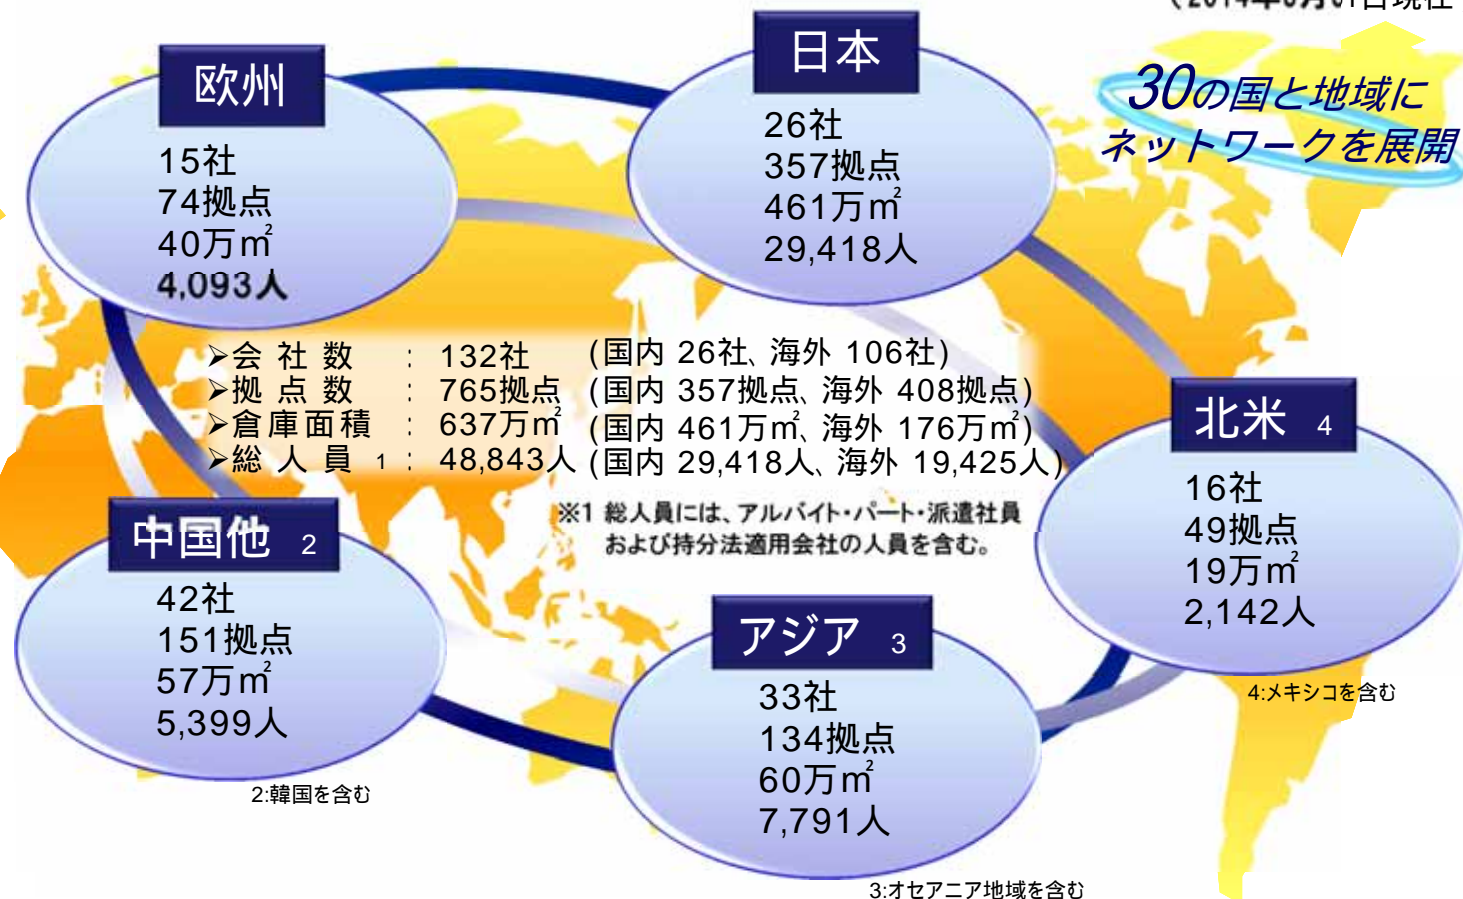 30の国と地域に
ネットワークを展開
欧州
15社
74拠点
40万㎡
4,093人
日本
26社
357拠点
461万㎡
29,418人
➢会社数 : 132社 (国内 26社、海外 106社)
➢拠点数 : 765拠点 (国内 357拠点、海外 408拠点)
➢倉庫面積 : 637万㎡ (国内 461万㎡、海外 176万㎡)
➢総人員 1 : 48,843人 (国内 29,418人、海外 19,425人)
※1 総人員には、アルバイト・パート・派遣社員
および持分法適用会社の人員を含む。
北米 4
16社
49拠点
19万㎡
2,142人
4:メキシコを含む
中国他 2
42社
151拠点
57万㎡
5,399人
2:韓国を含む
アジア 3
33社
134拠点
60万㎡
7,791人
3:オセアニア地域を含む